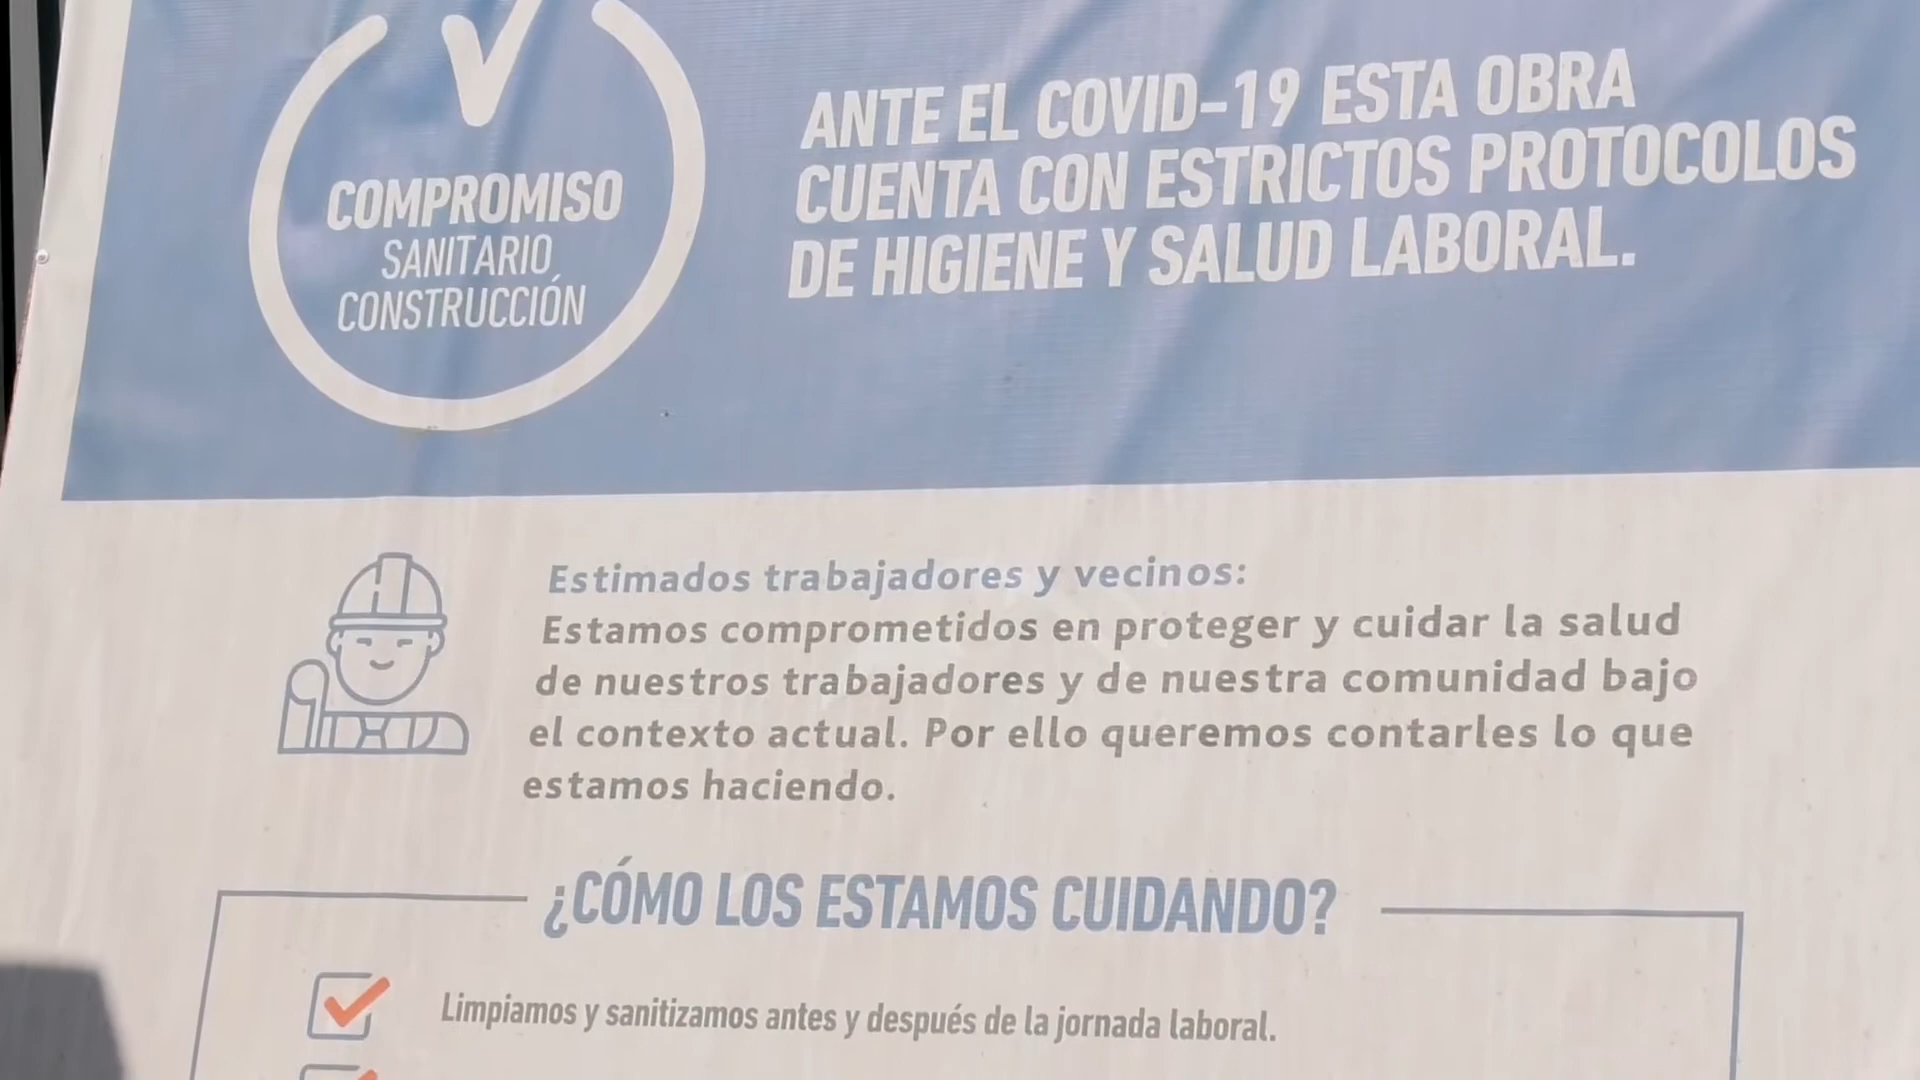 COMPROMISO
SANITARIO
CONSTRUCCIÓN
ANTE EL COVID-19 ESTA OBRA
CUENTA CON ESTRICTOS PROTOCOLOS
DE HIGIENE Y SALUD LABORAL.
Estimados trabajadores y vecinos:
Estamos comprometidos en proteger y cuidar la salud
de nuestros trabajadores y de nuestra comunidad bajo
el contexto actual. Por ello queremos contarles lo que
estamos haciendo.
¿CÓMO LOS ESTAMOS CUIDANDO?
Limpiamos y sanitizamos antes y después de la jornada laboral.